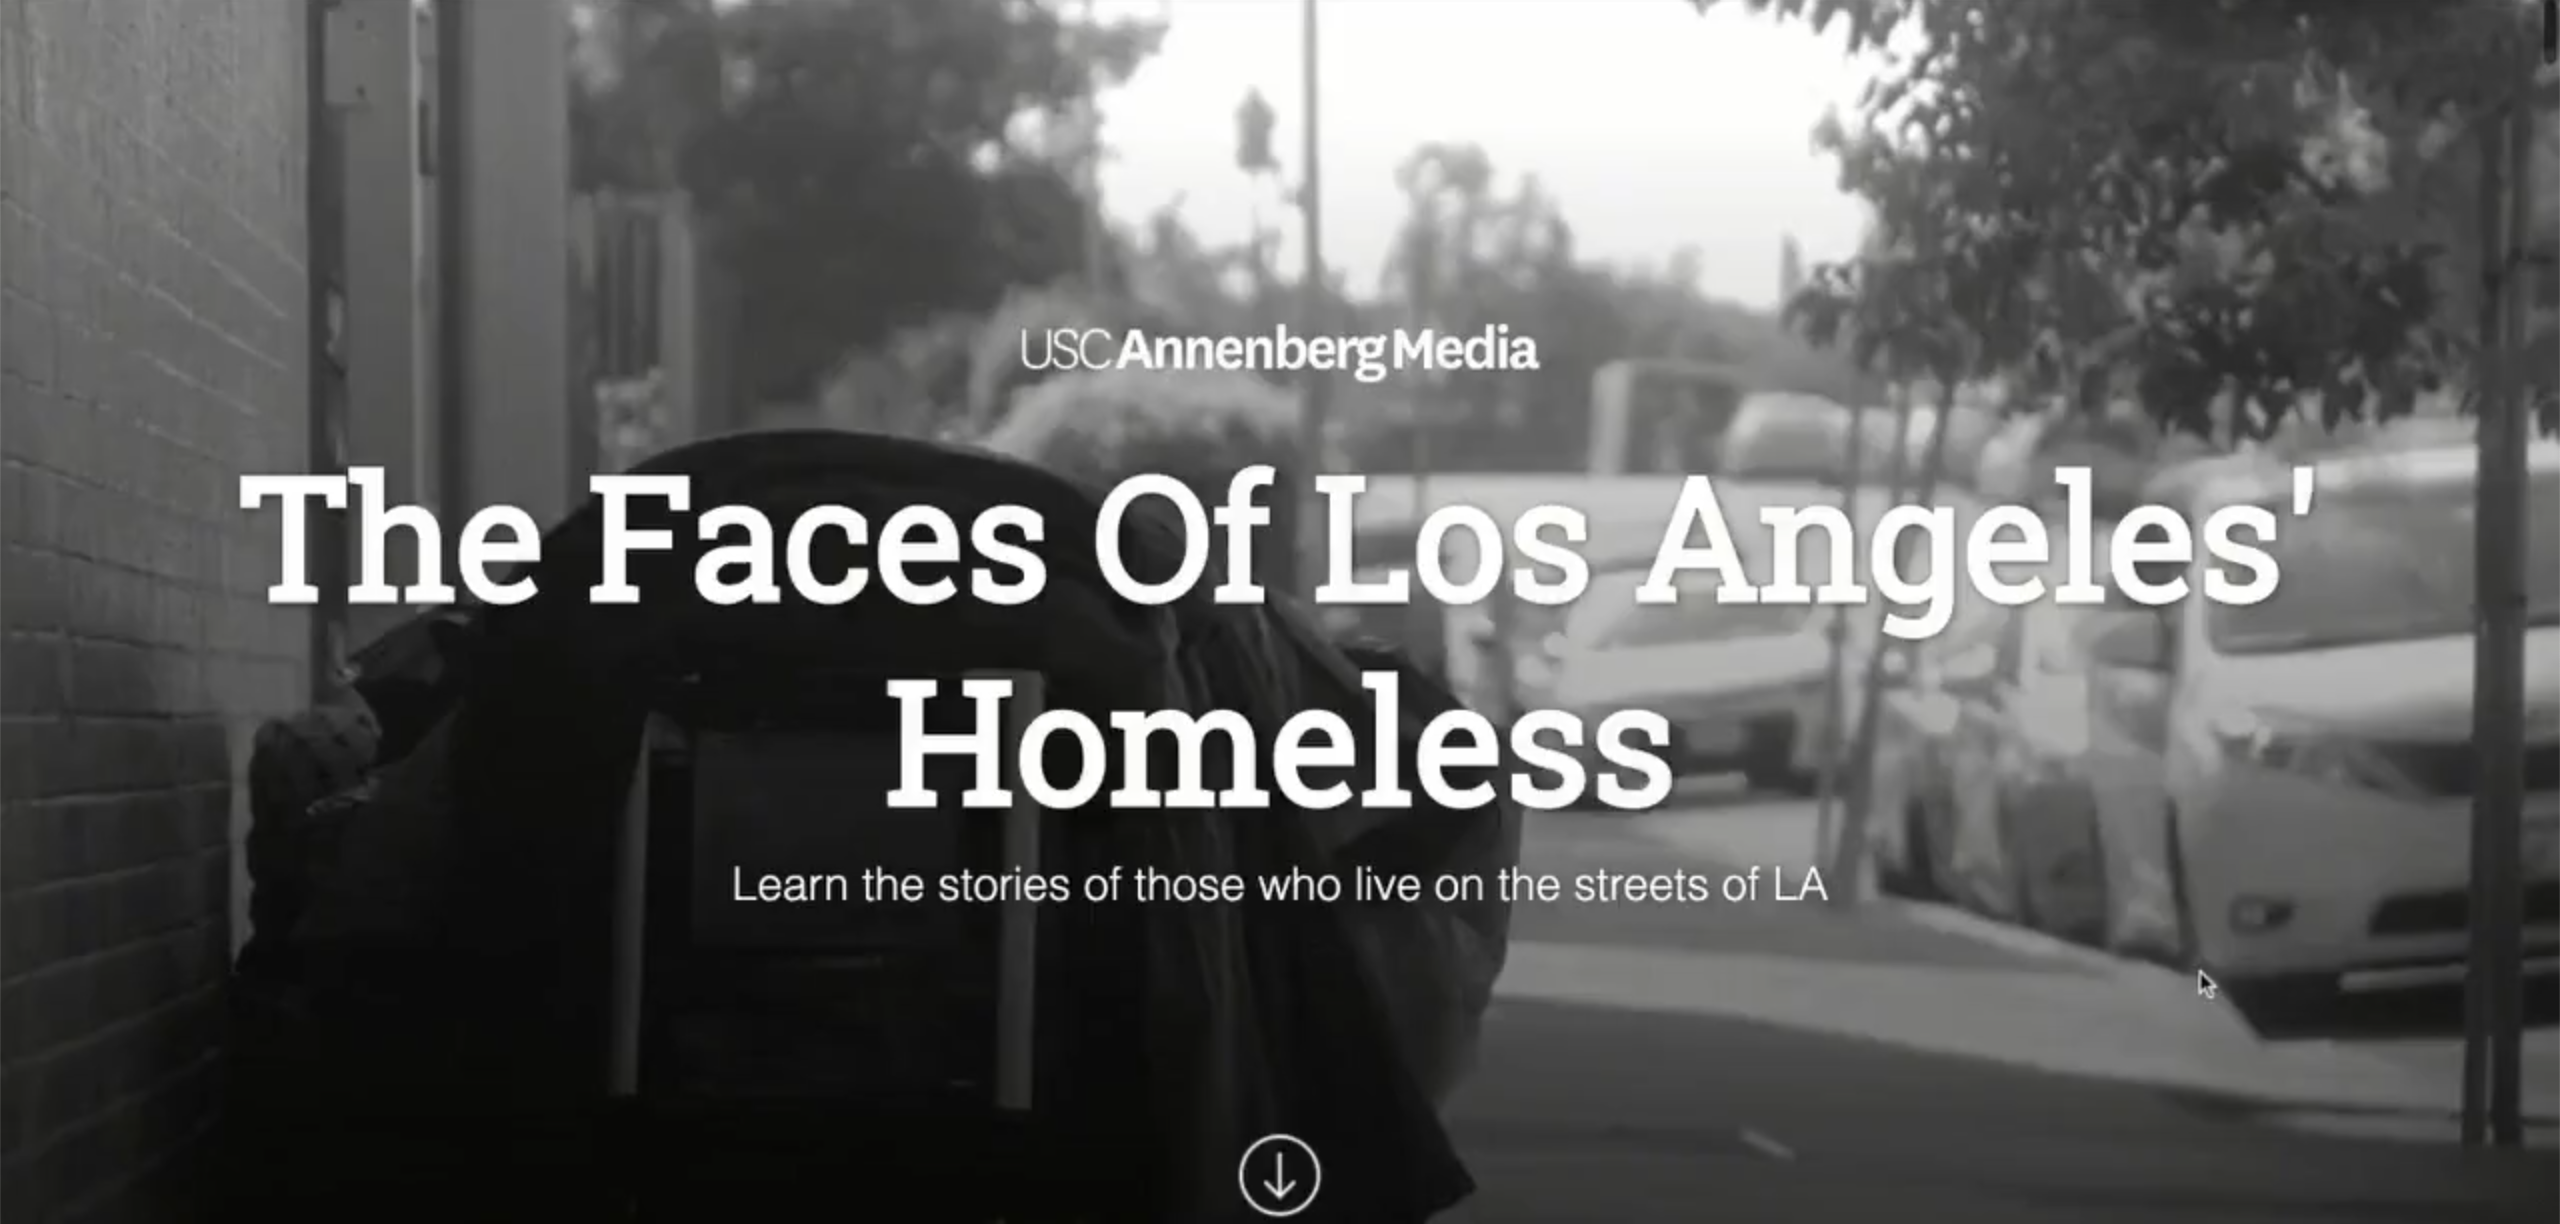 USC Annenberg Media
The Faces Of Los Angeles'
Homeless
Learn the stories of those who live on the streets of LA